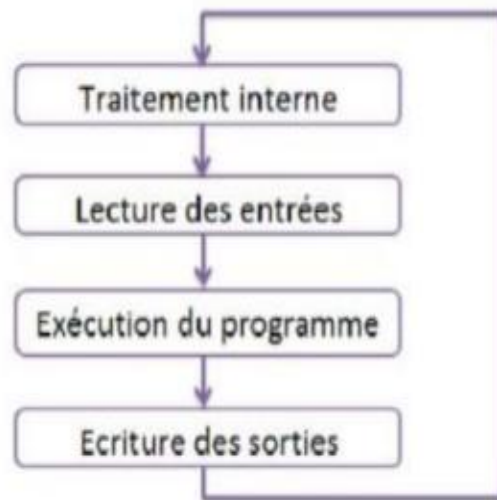 Traitement interne
Lecture des entrées
Exécution du programme
Ecriture des sorties